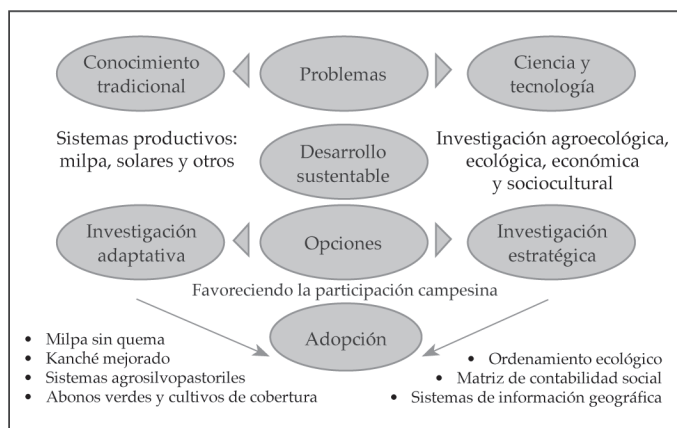 Conocimiento
tradicional
Problemas
Ciencia y
tecnología
Sistemas productivos:
milpa, solares y otros
Desarrollo
sustentable
Investigación agroecológica,
ecológica, económica
y sociocultural
Investigación
adaptativa
Opciones
Investigación
estratégica
Favoreciendo la participación campesina
Adopción
• Milpa sin quema
• Kanché mejorado
• Sistemas agrosilvopastoriles
• Abonos verdes y cultivos de cobertura
• Ordenamiento ecológico
• Matriz de contabilidad social
• Sistemas de información geográfica